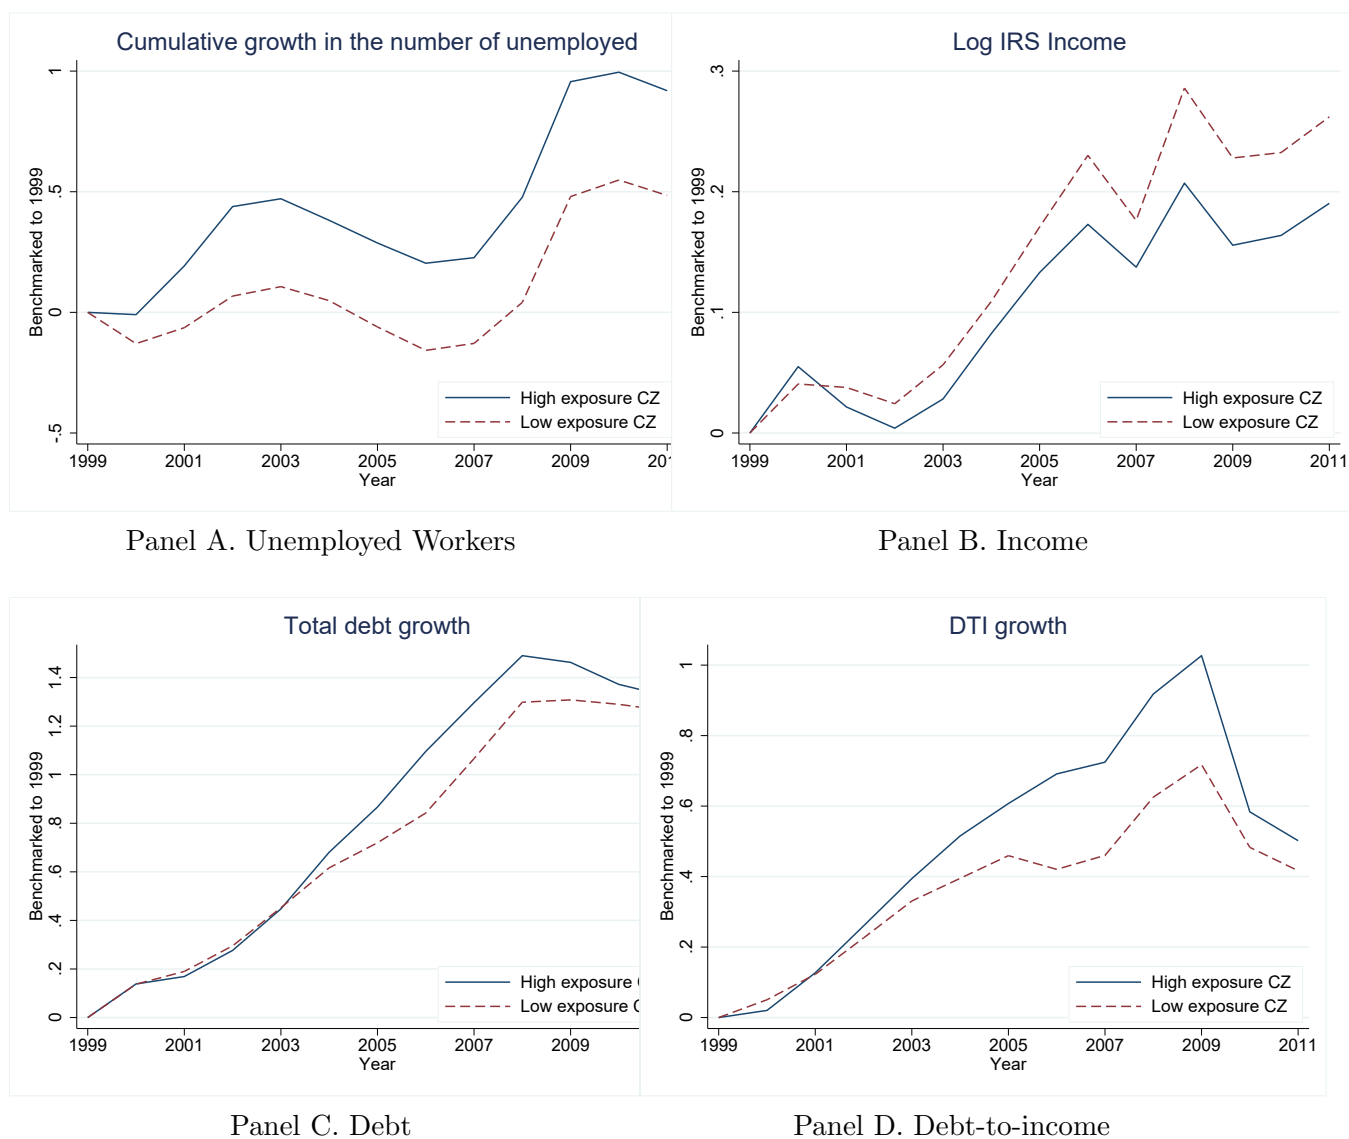 Cumulative growth in the number of unemployed
Benchmarked to 1999
1
.5
0
-.5
1999 2001 2003 2005 2007 2009 201
Year
High exposure CZ
Low exposure CZ
Panel A. Unemployed Workers
Log IRS Income
Benchmarked to 1999
.3
.2
.1
0
1999 2001 2003 2005 2007 2009 2011
Year
High exposure CZ
Low exposure CZ
Panel B. Income
Total debt growth
Benchmarked to 1999
1.4
1.2
1
.8
.6
.4
.2
0
1999 2001 2003 2005 2007 2009
Year
High exposure
Low exposure
Panel C. Debt
DTI growth
Benchmarked to 1999
1
.8
.6
.4
.2
0
1999 2001 2003 2005 2007 2009 2011
Year
High exposure CZ
Low exposure CZ
Panel D. Debt-to-income